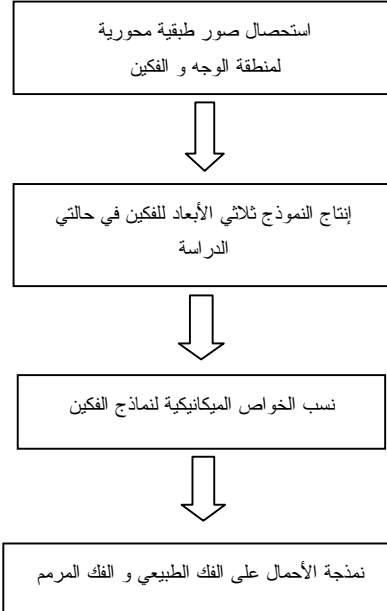 استحصال صور طبقية محورية
لمنطقة الوجه و الفكين
إنتاج النموذج ثلاثي الأبعاد للفكين في حالتي
الدراسة
نسب الخواص الميكانيكية لنماذج الفكين
نمذجة الأحمال على الفك الطبيعي و الفك المرمم